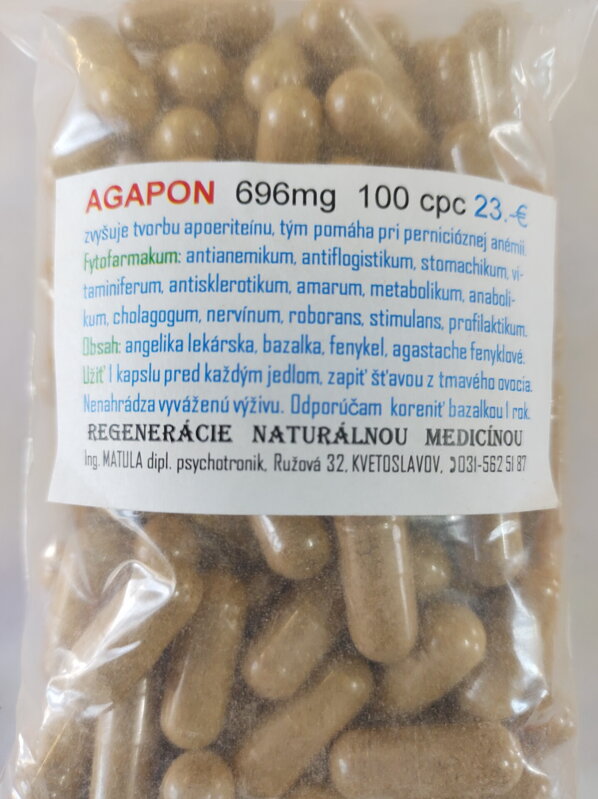 AGAPON 696mg 100 cpc 23.-€
zvyšuje tvorbu apoeriteínu, tým pomáha pri pernicióznej anémii.
Fytofarmakum: antianemikum, antiflogistikum, stomachikum, vi-
taminiferum, antisklerotikum, amarum, metabolikum, anaboli-
kum, cholagogum, nervínum, roborans, stimulans, profilaktikum.
Obsah: angelika lekárska, bazalka, fenykel, agastache fenyklové.
Užiť 1 kapslu pred každým jedlom, zapiť šťavou z tmavého ovocia.
Nenahrádza vyváženú výživu. Odporúčam koreniť bazalkou 1 rok.
REGENERÁCIE NATURÁLNOU MEDICÍNOU
Ing. MATULA dipl. psychotronik, Ružová 32, KVETOSLAVOV, 031-562 51 87